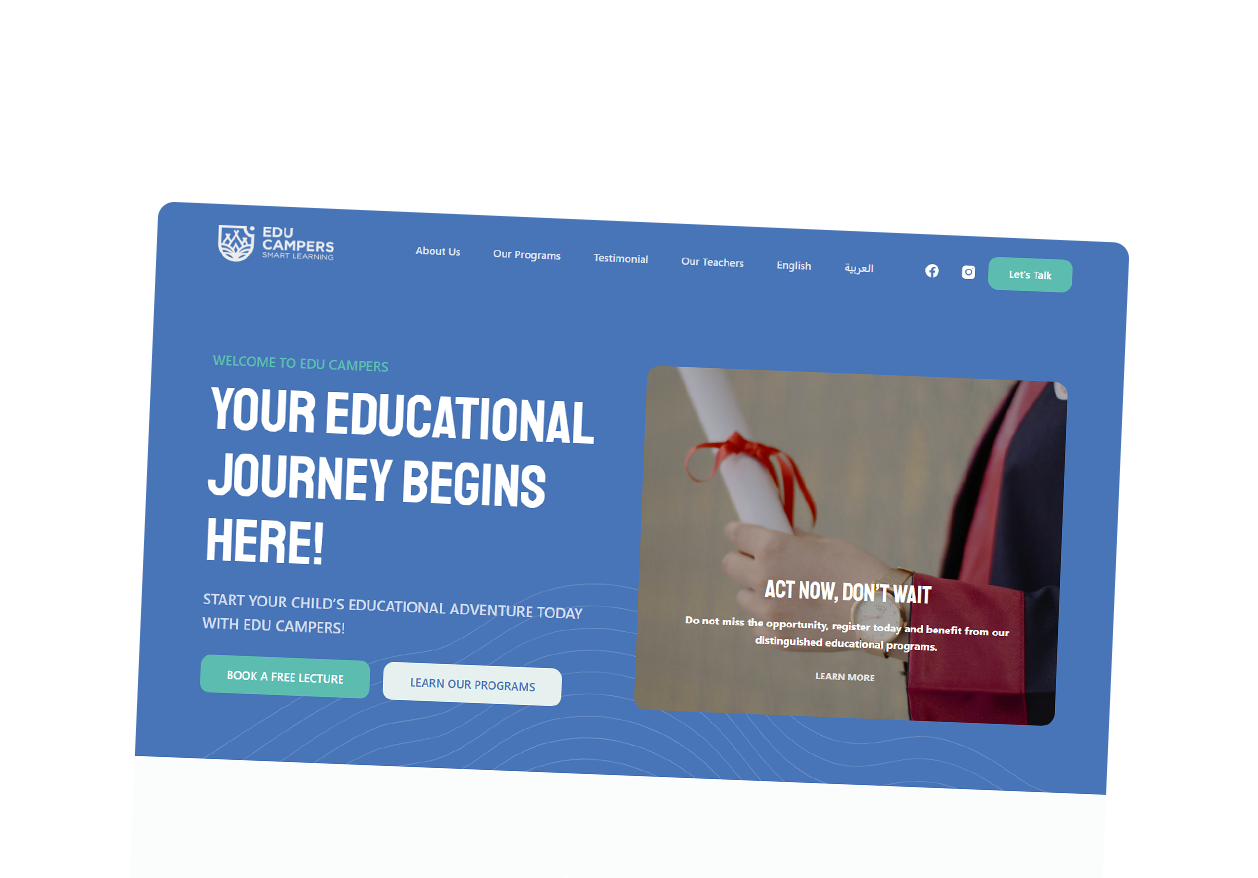 EDU
CAMPERS
SMART LEARNING
About Us
Our Programs
Testimonial
Our Teachers
English
العربية
Let's Talk
WELCOME TO EDU CAMPERS
YOUR EDUCATIONAL
JOURNEY BEGINS
HERE!
START YOUR CHILD'S EDUCATIONAL ADVENTURE TODAY
WITH EDU CAMPERS!
BOOK A FREE LECTURE
LEARN OUR PROGRAMS
ACT NOW, DON'T WAIT
Do not miss the opportunity, register today and benefit from our
distinguished educational programs.
LEARN MORE